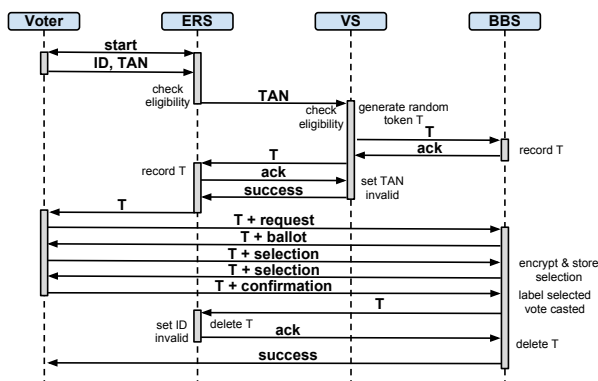 Voter
ERS
VS
BBS
start
ID, TAN
check
eligibility
TAN
check
eligibility
generate random
token T
T
ack
record T
T
record T
ack
success
set TAN
invalid
T
T + request
T + ballot
T + selection
encrypt & store
selection
T + selection
T + confirmation
label selected
vote casted
T
set ID
invalid
delete T
ack
delete T
success